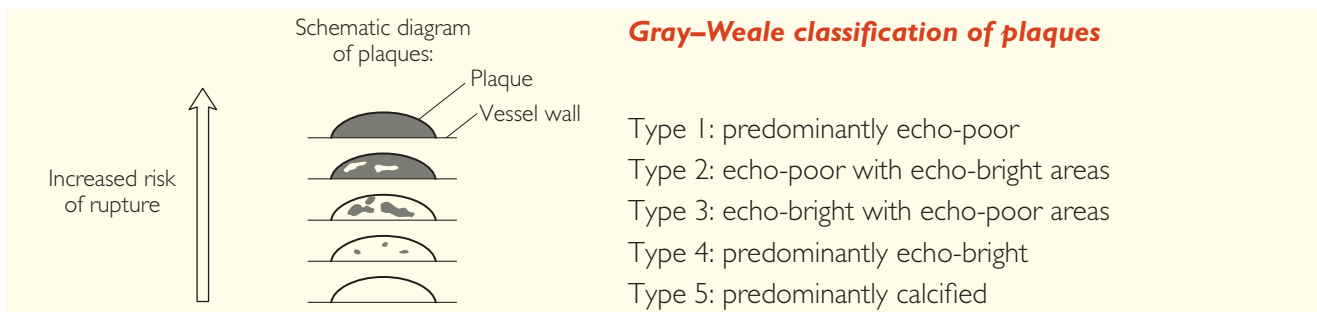 Schematic diagram
of plaques:
Plaque
Vessel wall
Increased risk
of rupture
Gray–Weale classification of plaques
Type 1: predominantly echo-poor
Type 2: echo-poor with echo-bright areas
Type 3: echo-bright with echo-poor areas
Type 4: predominantly echo-bright
Type 5: predominantly calcified